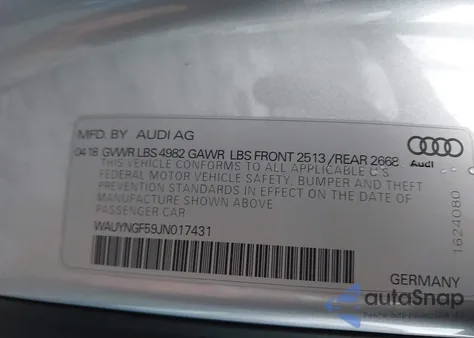 MFD. BY AUDI AG
04.18 GVWR LBS 4982 GAWR LBS FRONT 2513 /REAR 2668
Audi
THIS VEHICLE CONFORMS TO ALL APPLICABLE U.S.
FEDERAL MOTOR VEHICLE SAFETY, BUMPER AND THEFT
PREVENTION STANDARDS IN EFFECT ON THE DATE OF
MANUFACTURE SHOWN ABOVE
PASSENGER CAR
WAUYNGF59JN017431
1624080
GERMANY
autoSnap